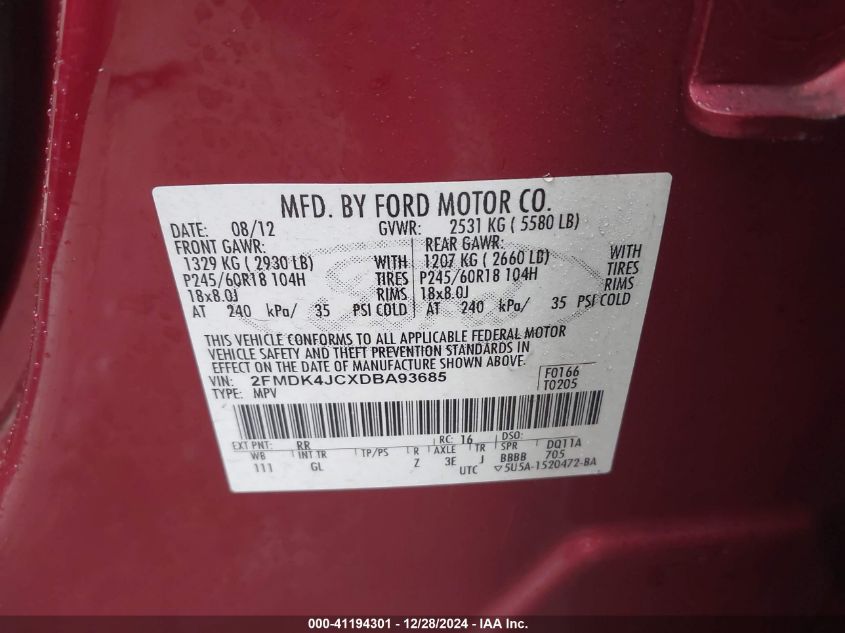 MFD. BY FORD MOTOR CO.
DATE: 08/12 GVWR: 2531 KG ( 5580 LB)
FRONT GAWR: REAR GAWR:
1329 KG ( 2930 LB) WITH 1207 KG ( 2660 LB) WITH
P245/60R18 104H TIRES P245/60R18 104H TIRES
18x8.0J RIMS 18x8.0J RIMS
AT 240 kPa/ 35 PSI COLD AT 240 kPa/ 35 PSI COLD
THIS VEHICLE CONFORMS TO ALL APPLICABLE FEDERAL MOTOR
VEHICLE SAFETY AND THEFT PREVENTION STANDARDS IN
EFFECT ON THE DATE OF MANUFACTURE SHOWN ABOVE.
VIN: 2FMDK4JCXDBA93685 F0166
TYPE: MPV T0205
EXT PNT: RR RC: 16 DSO:
WB INT TR TP/PS R AXLE TR SPR DQ11A
111 GL Z 3E J BBBB 705
UTC ▽5U5A-1520472-BA
000-41194301 - 12/28/2024 - IAA Inc.